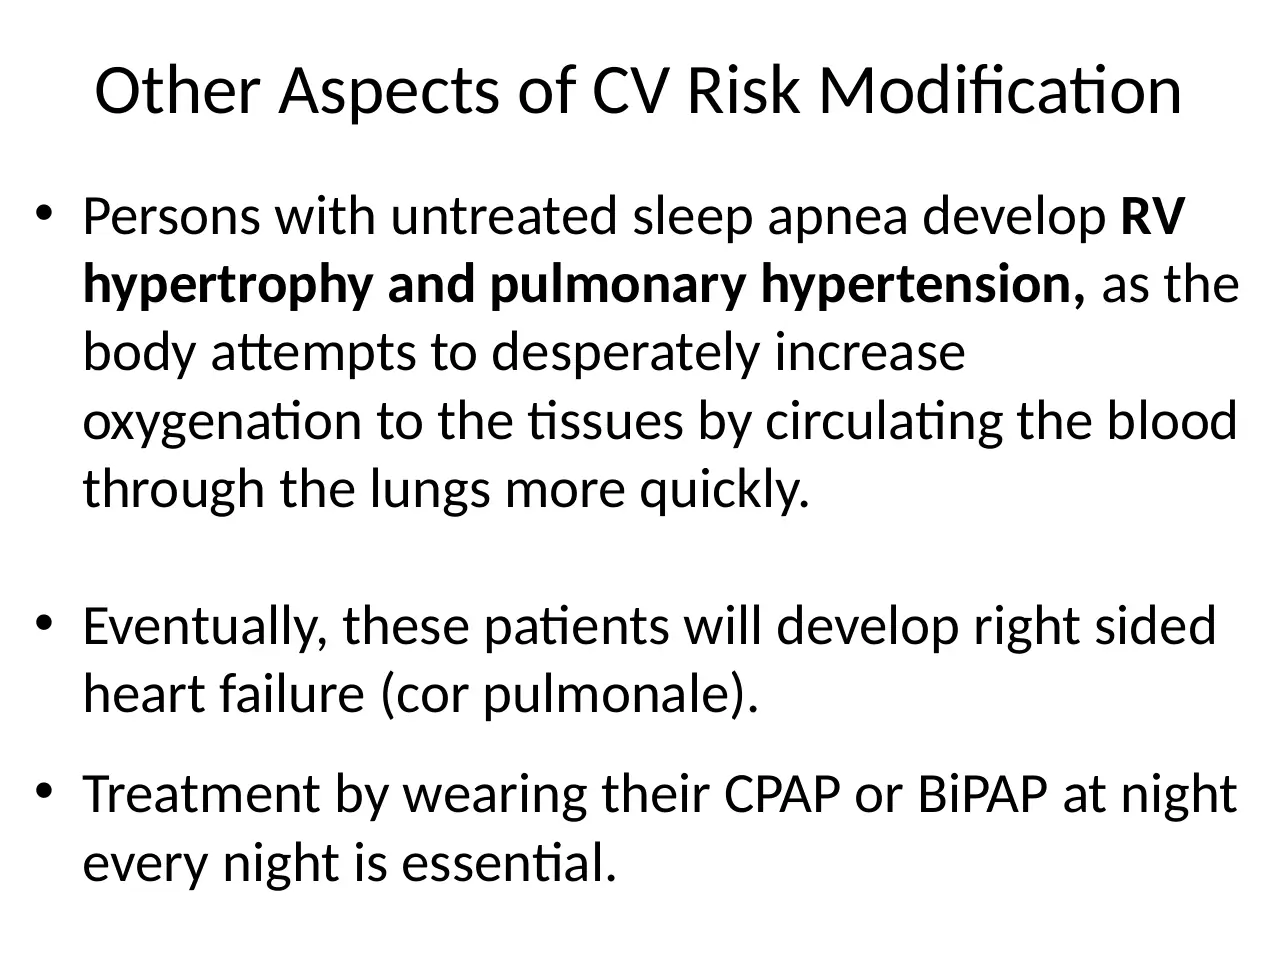 Other Aspects of CV Risk Modification
• Persons with untreated sleep apnea develop RV
hypertrophy and pulmonary hypertension, as the
body attempts to desperately increase
oxygenation to the tissues by circulating the blood
through the lungs more quickly.
• Eventually, these patients will develop right sided
heart failure (cor pulmonale).
• Treatment by wearing their CPAP or BiPAP at night
every night is essential.